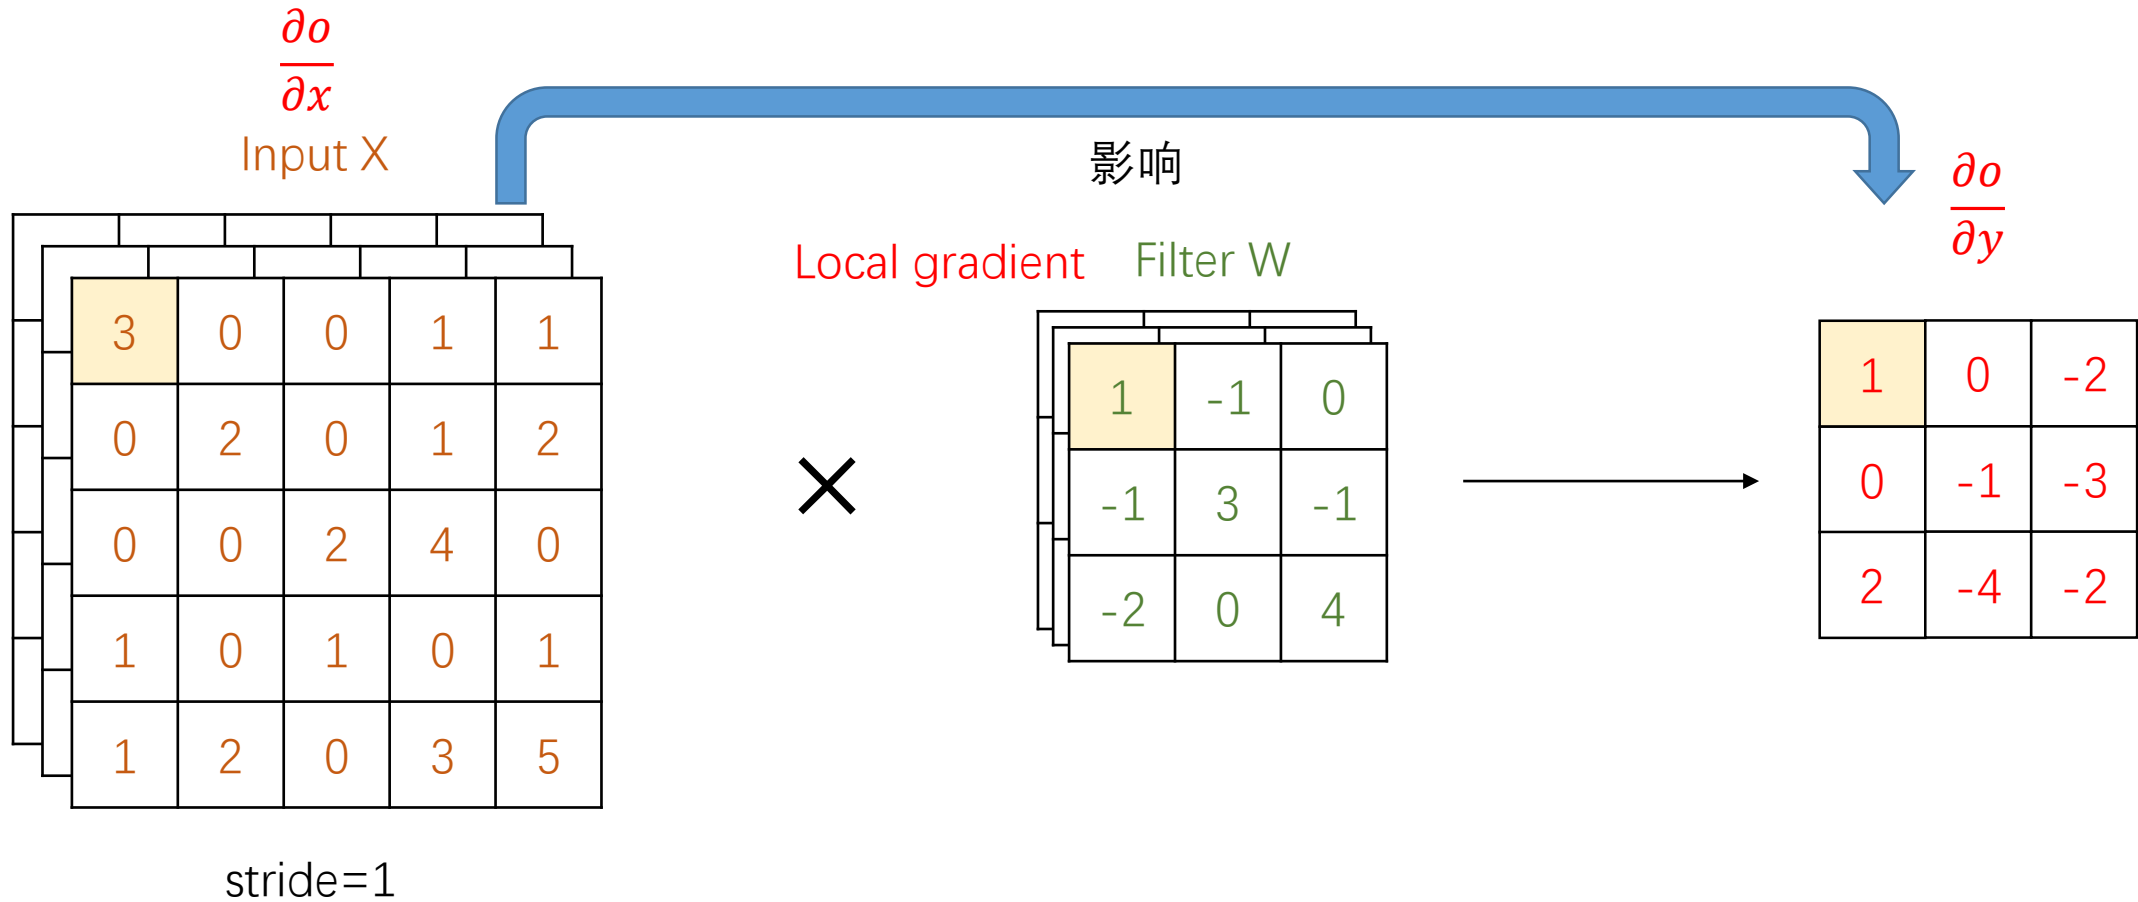 ∂o
∂x
Input X
影响
∂o
∂y
Local gradient Filter W
3 0 0 1 1
0 2 0 1 2
0 0 2 4 0
1 0 1 0 1
1 2 0 3 5
×
1 -1 0
-1 3 -1
-2 0 4
1 0 -2
0 -1 -3
2 -4 -2
stride=1